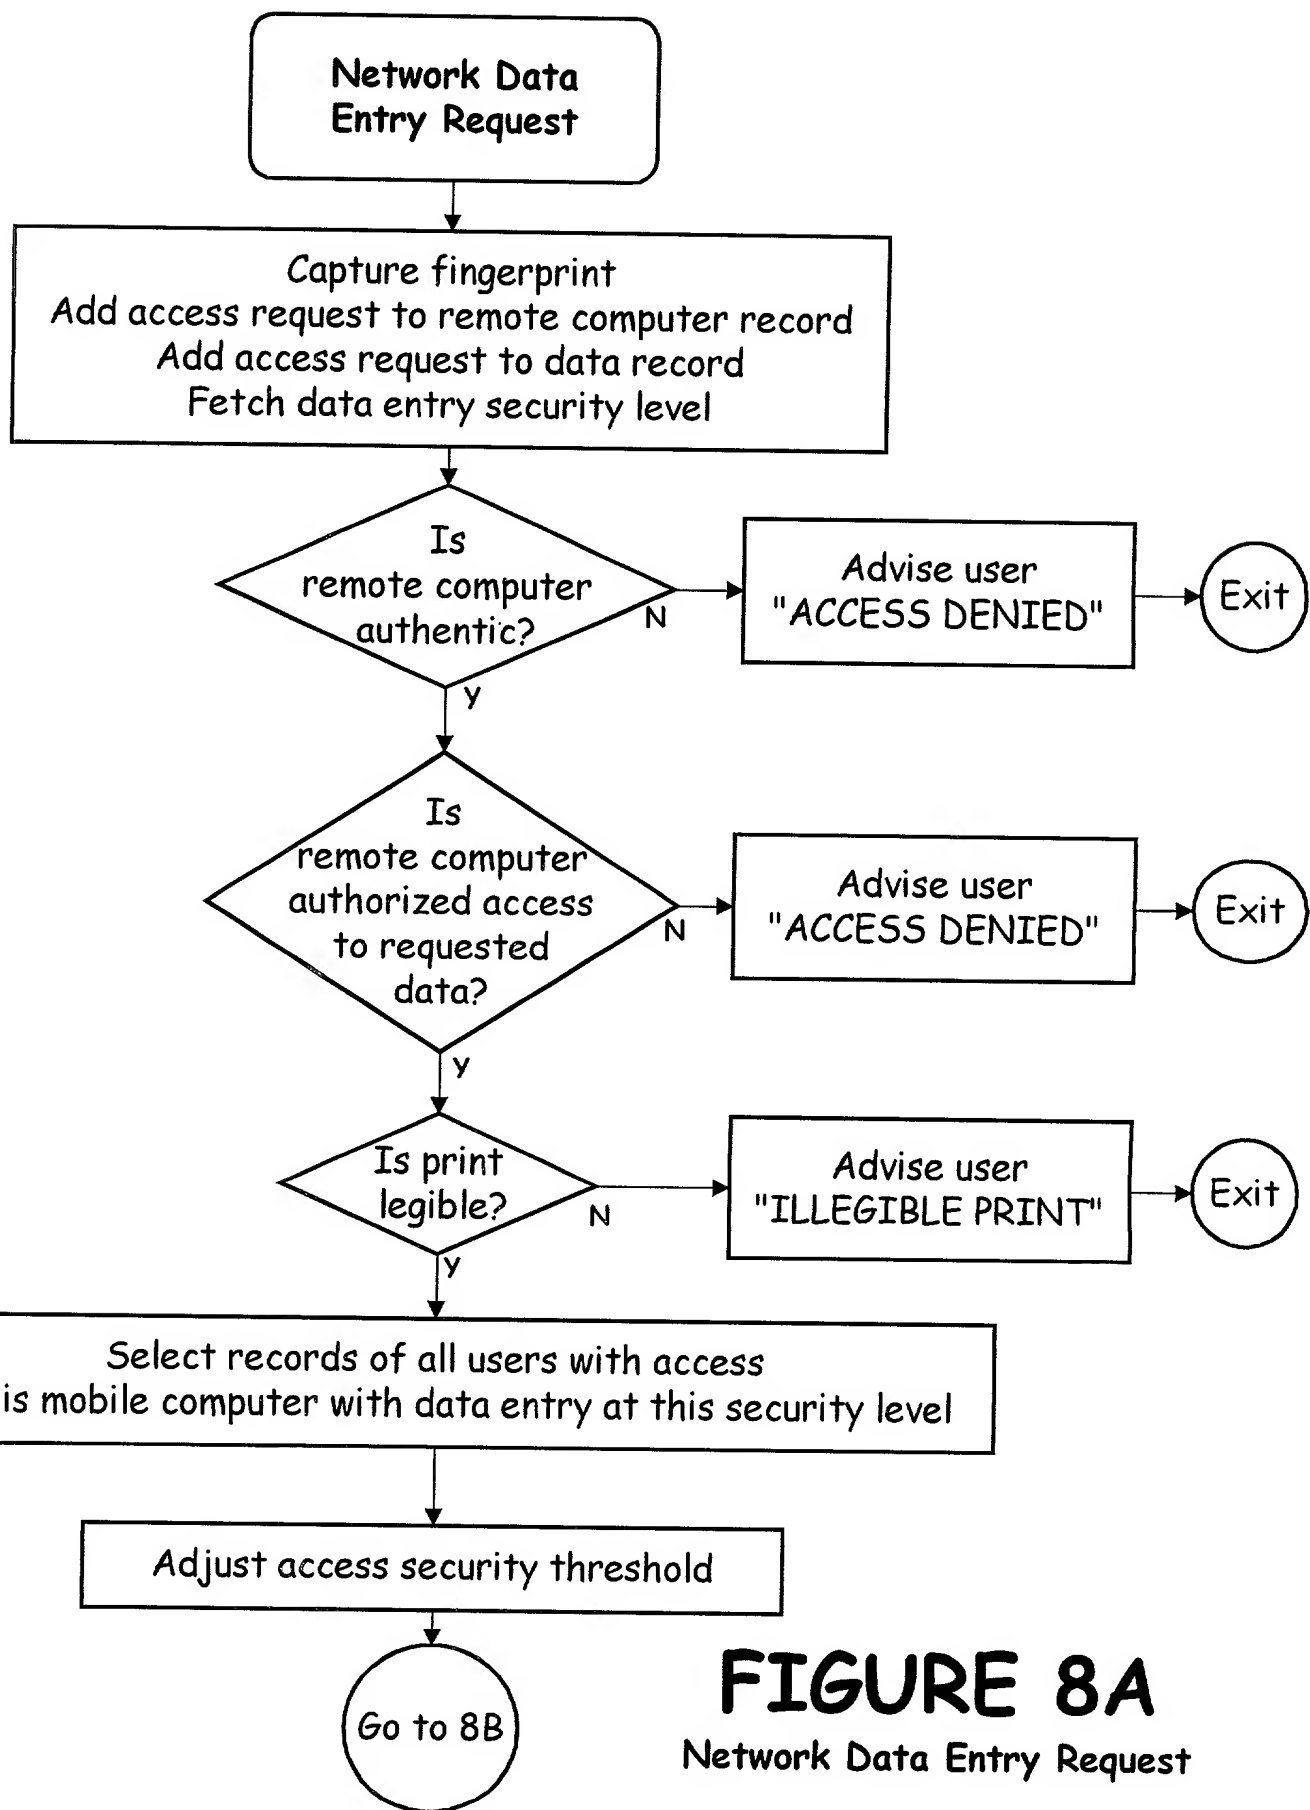 Network Data
Entry Request
Capture fingerprint
Add access request to remote computer record
Add access request to data record
Fetch data entry security level
Is
remote computer
authentic?
N
Advise user
"ACCESS DENIED"
Exit
Y
Is
remote computer
authorized access
to requested
data?
N
Advise user
"ACCESS DENIED"
Exit
Y
Is print
legible?
N
Advise user
"ILLEGIBLE PRINT"
Exit
Y
Select records of all users with access
is mobile computer with data entry at this security level
Adjust access security threshold
Go to 8B
FIGURE 8A
Network Data Entry Request